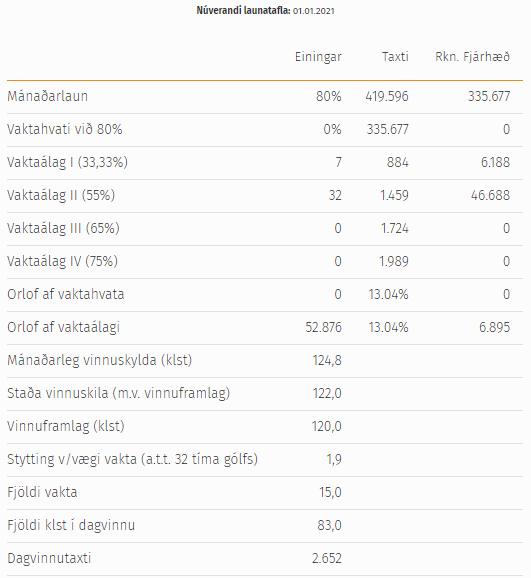 Núverandi launatafla: 01.01.2021
Einingar Taxti Rkn. Fjárhæð
Mánaðarlaun 80% 419.596 335.677
Vaktahvati við 80% 0% 335.677 0
Vaktaálag I (33,33%) 7 884 6.188
Vaktaálag II (55%) 32 1.459 46.688
Vaktaálag III (65%) 0 1.724 0
Vaktaálag IV (75%) 0 1.989 0
Orlof af vaktahvata 0 13.04% 0
Orlof af vaktaálagi 52.876 13.04% 6.895
Mánaðarleg vinnuskylda (klst) 124,8
Staða vinnuskila (m.v. vinnuframlag) 122,0
Vinnuframlag (klst) 120,0
Stytting v/vægi vakta (a.t.t. 32 tíma gólfs) 1,9
Fjöldi vakta 15,0
Fjöldi klst í dagvinnu 83,0
Dagvinnutaxti 2.652